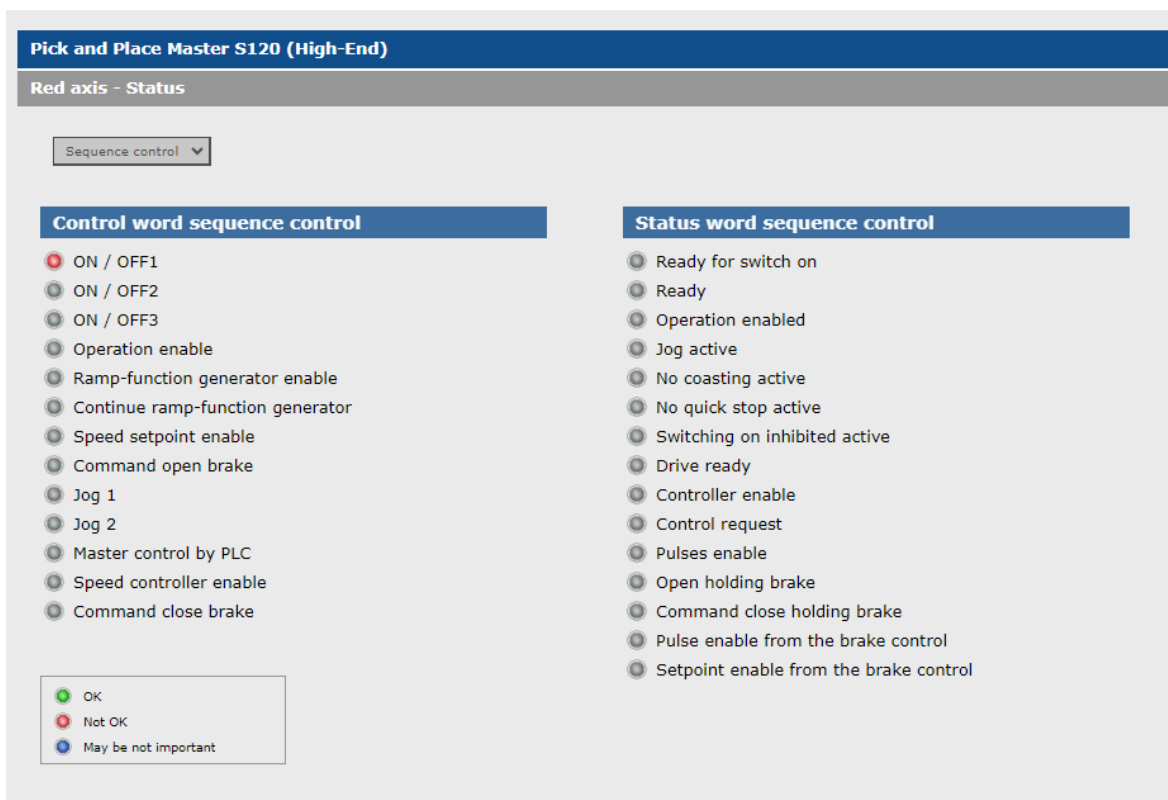 Pick and Place Master S120 (High-End)
Red axis - Status
Sequence control
Control word sequence control
ON / OFF1
ON / OFF2
ON / OFF3
Operation enable
Ramp-function generator enable
Continue ramp-function generator
Speed setpoint enable
Command open brake
Jog 1
Jog 2
Master control by PLC
Speed controller enable
Command close brake
Status word sequence control
Ready for switch on
Ready
Operation enabled
Jog active
No coasting active
No quick stop active
Switching on inhibited active
Drive ready
Controller enable
Control request
Pulses enable
Open holding brake
Command close holding brake
Pulse enable from the brake control
Setpoint enable from the brake control
OK
Not OK
May be not important